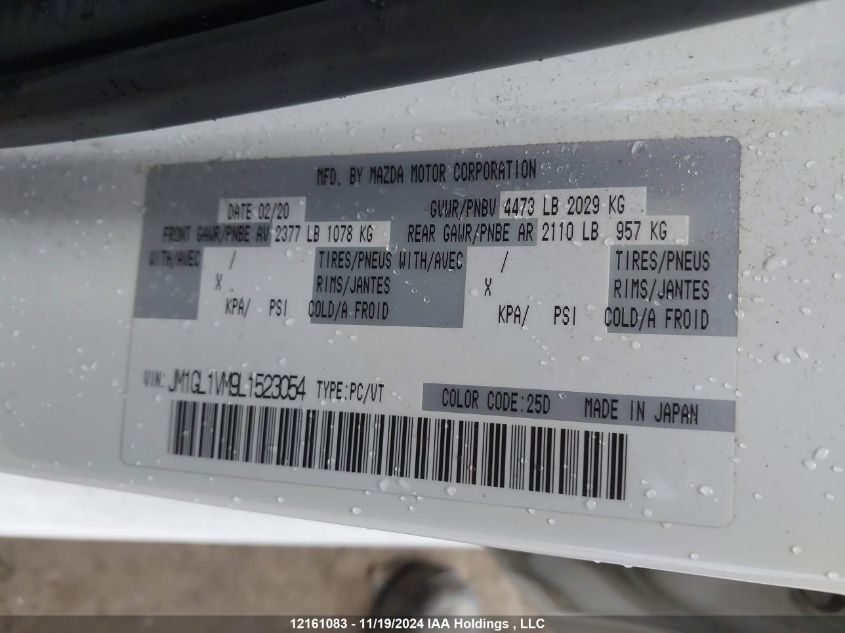 MFD. BY MAZDA MOTOR CORPORATION
DATE 02/20 GVWR/PNBV 4473 LB 2029 KG
FRONT GAWR/PNBE AV 2377 LB 1078 KG REAR GAWR/PNBE AR 2110 LB 957 KG
WITH/AVEC / TIRES/PNEUS WITH/AVEC / TIRES/PNEUS
X RIMS/JANTES X RIMS/JANTES
KPA/ PSI COLD/A FROID KPA/ PSI COLD/A FROID
VIN: JM1GL1VM9L1523054 TYPE:PC/VT COLOR CODE:25D MADE IN JAPAN
12161083 - 11/19/2024 IAA Holdings , LLC